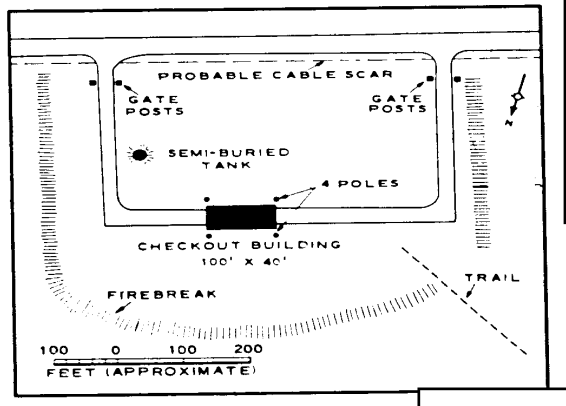 PROBABLE CABLE SCAR
GATE
POSTS
GATE
POSTS
N
SEMI-BURIED
TANK
4 POLES
CHECKOUT BUILDING
100' X 40'
TRAIL
FIREBREAK
100 0 100 200
FEET (APPROXIMATE)